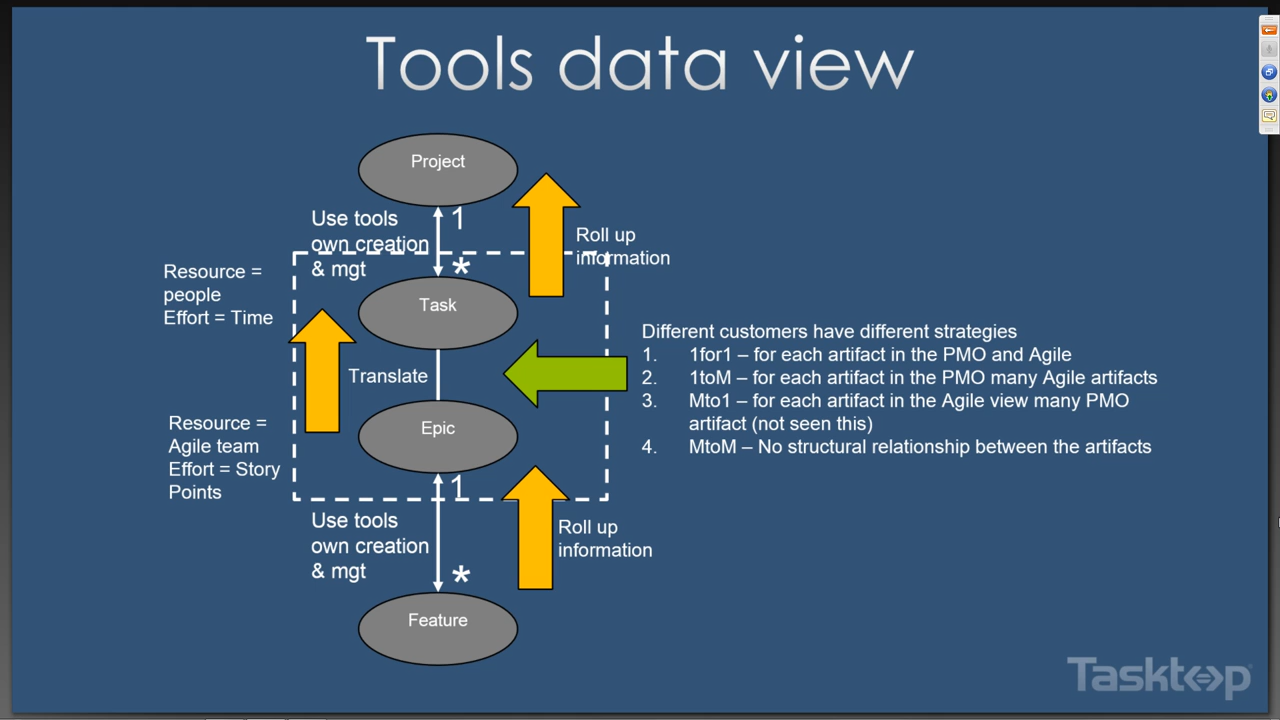 Tools data view
Project
Use tools
own creation
& mgt
1
*
Roll up
information
Resource =
people
Effort = Time
Task
Translate
Different customers have different strategies
1. 1for1 – for each artifact in the PMO and Agile
2. 1toM – for each artifact in the PMO many Agile artifacts
3. Mto1 – for each artifact in the Agile view many PMO
artifact (not seen this)
4. MtoM – No structural relationship between the artifacts
Resource =
Agile team
Effort = Story
Points
Epic
1
Use tools
own creation
& mgt
*
Roll up
information
Feature
Tasktop